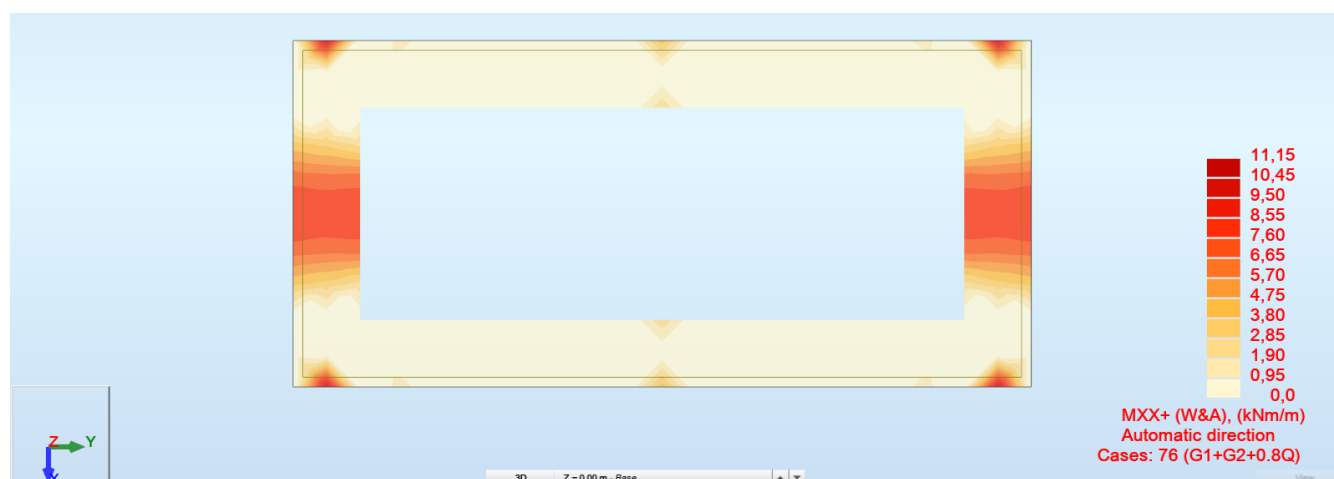 11,15
10,45
9,50
8,55
7,60
6,65
5,70
4,75
3,80
2,85
1,90
0,95
0,0
MXX+ (W&A), (kNm/m)
Automatic direction
Cases: 76 (G1+G2+0.8Q)
Z Y
X
3D Z = 0.00 m - Base
View